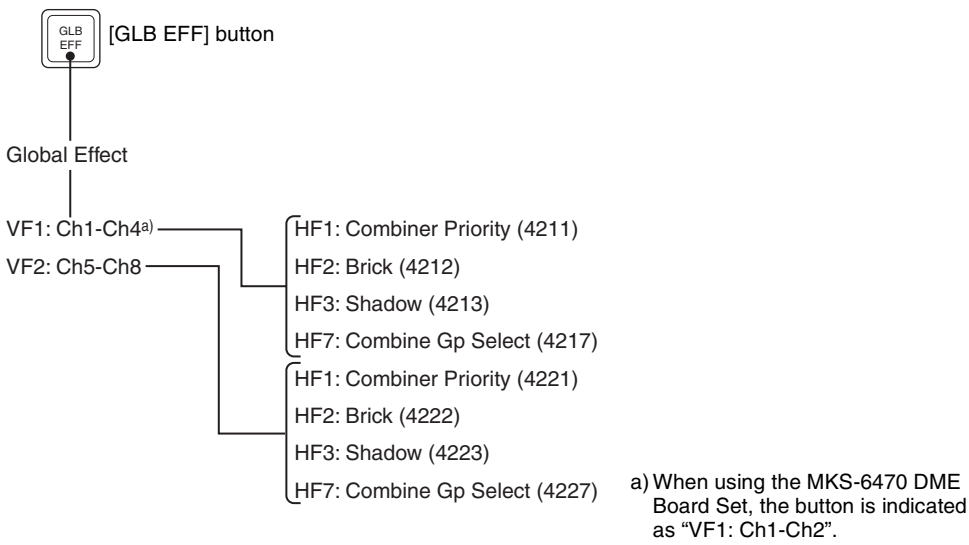 GLB
EFF
[GLB EFF] button
Global Effect
VF1: Ch1-Ch4a)
VF2: Ch5-Ch8
HF1: Combiner Priority (4211)
HF2: Brick (4212)
HF3: Shadow (4213)
HF7: Combine Gp Select (4217)
HF1: Combiner Priority (4221)
HF2: Brick (4222)
HF3: Shadow (4223)
HF7: Combine Gp Select (4227)
a) When using the MKS-6470 DME
Board Set, the button is indicated
as “VF1: Ch1-Ch2”.